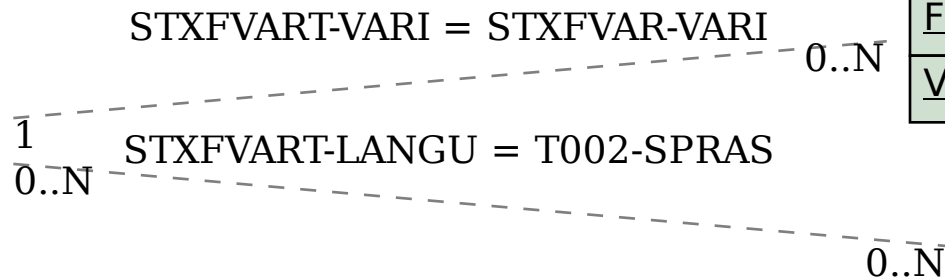 STXFVART-VARI = STXFVAR-VARI
0..N
1
STXFVART-LANGU = T002-SPRAS
0..N
0..N